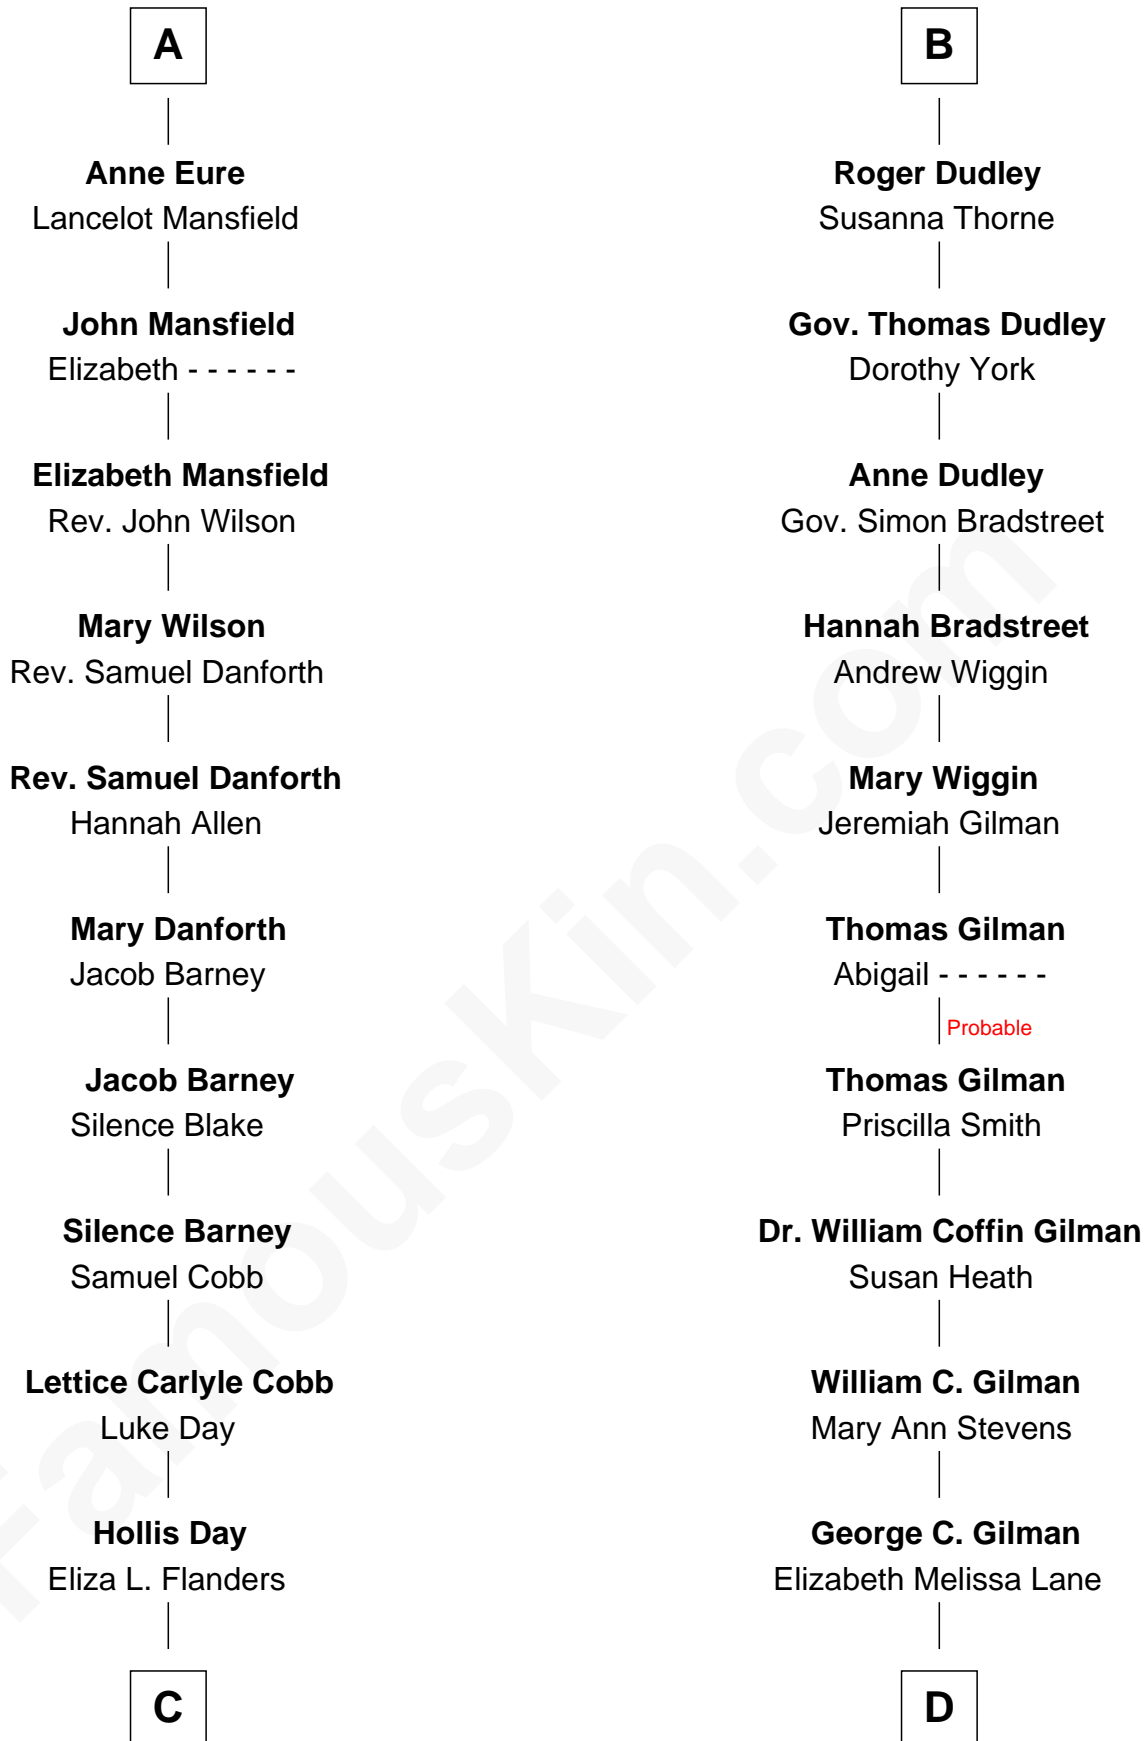 A
Anne Eure
Lancelot Mansfield
John Mansfield
Elizabeth - - - - - -
Elizabeth Mansfield
Rev. John Wilson
Mary Wilson
Rev. Samuel Danforth
Rev. Samuel Danforth
Hannah Allen
Mary Danforth
Jacob Barney
Jacob Barney
Silence Blake
Silence Barney
Samuel Cobb
Lettice Carlyle Cobb
Luke Day
Hollis Day
Eliza L. Flanders
C
B
Roger Dudley
Susanna Thorne
Gov. Thomas Dudley
Dorothy York
Anne Dudley
Gov. Simon Bradstreet
Hannah Bradstreet
Andrew Wiggin
Mary Wiggin
Jeremiah Gilman
Thomas Gilman
Abigail - - - - - -
Probable
Thomas Gilman
Priscilla Smith
Dr. William Coffin Gilman
Susan Heath
William C. Gilman
Mary Ann Stevens
George C. Gilman
Elizabeth Melissa Lane
D
FamousKin.com